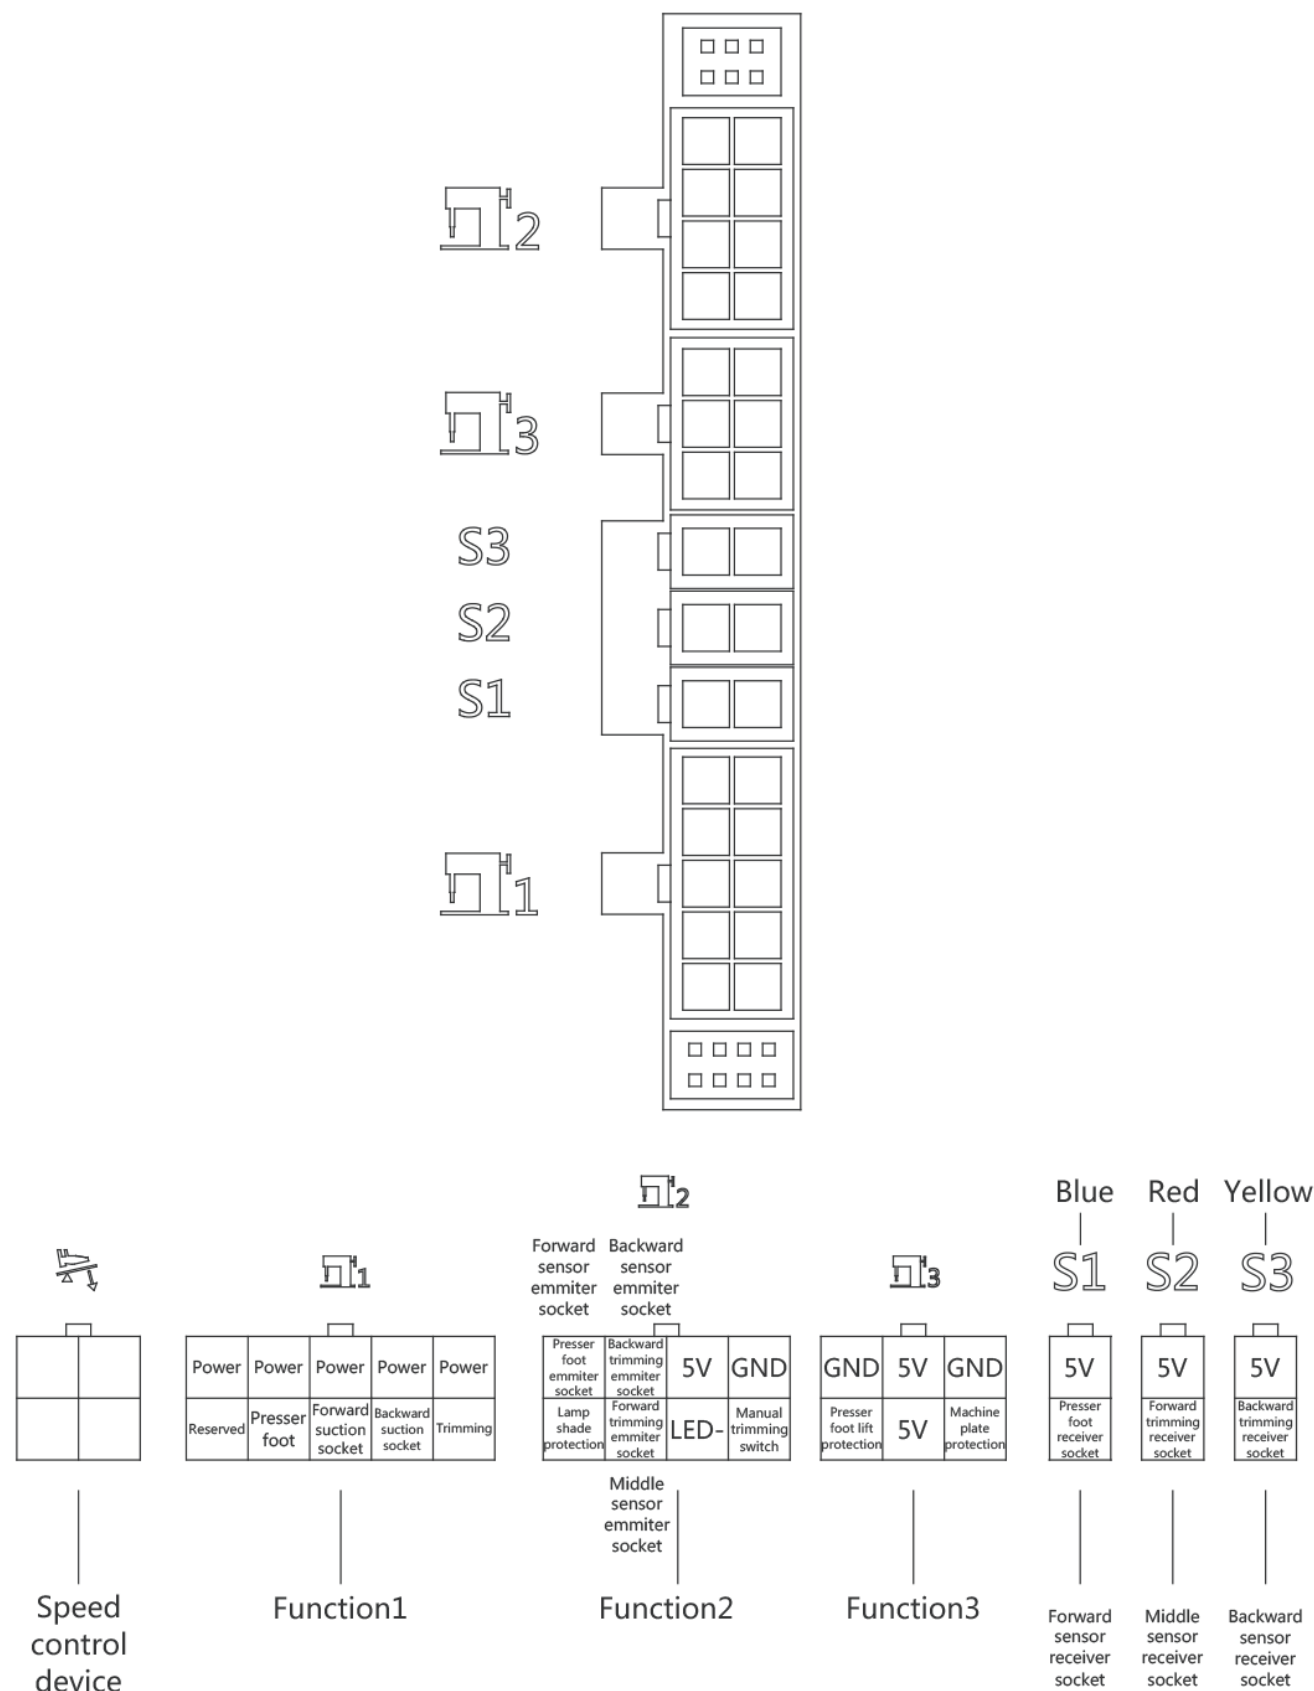 2
3
S3
S2
S1
1
2
Blue Red Yellow
Forward
sensor
emmiter
socket
Backward
sensor
emmiter
socket
1
3
S1 S2 S3
Power Power Power Power Power
Reserved
Presser
foot
Forward
suction
socket
Backward
suction
socket
Trimming
Presser
foot
emmiter
socket
Backward
trimming
emmiter
socket
5V
GND
Lamp
shade
protection
Forward
trimming
emmiter
socket
LED-
Manual
trimming
switch
GND 5V GND
Presser
foot lift
protection
5V
Machine
plate
protection
5V
Presser
foot
receiver
socket
5V
Forward
trimming
receiver
socket
5V
Backward
trimming
receiver
socket
Middle
sensor
emmiter
socket
Speed
control
device
Function1
Function2
Function3
Forward
sensor
receiver
socket
Middle
sensor
receiver
socket
Backward
sensor
receiver
socket